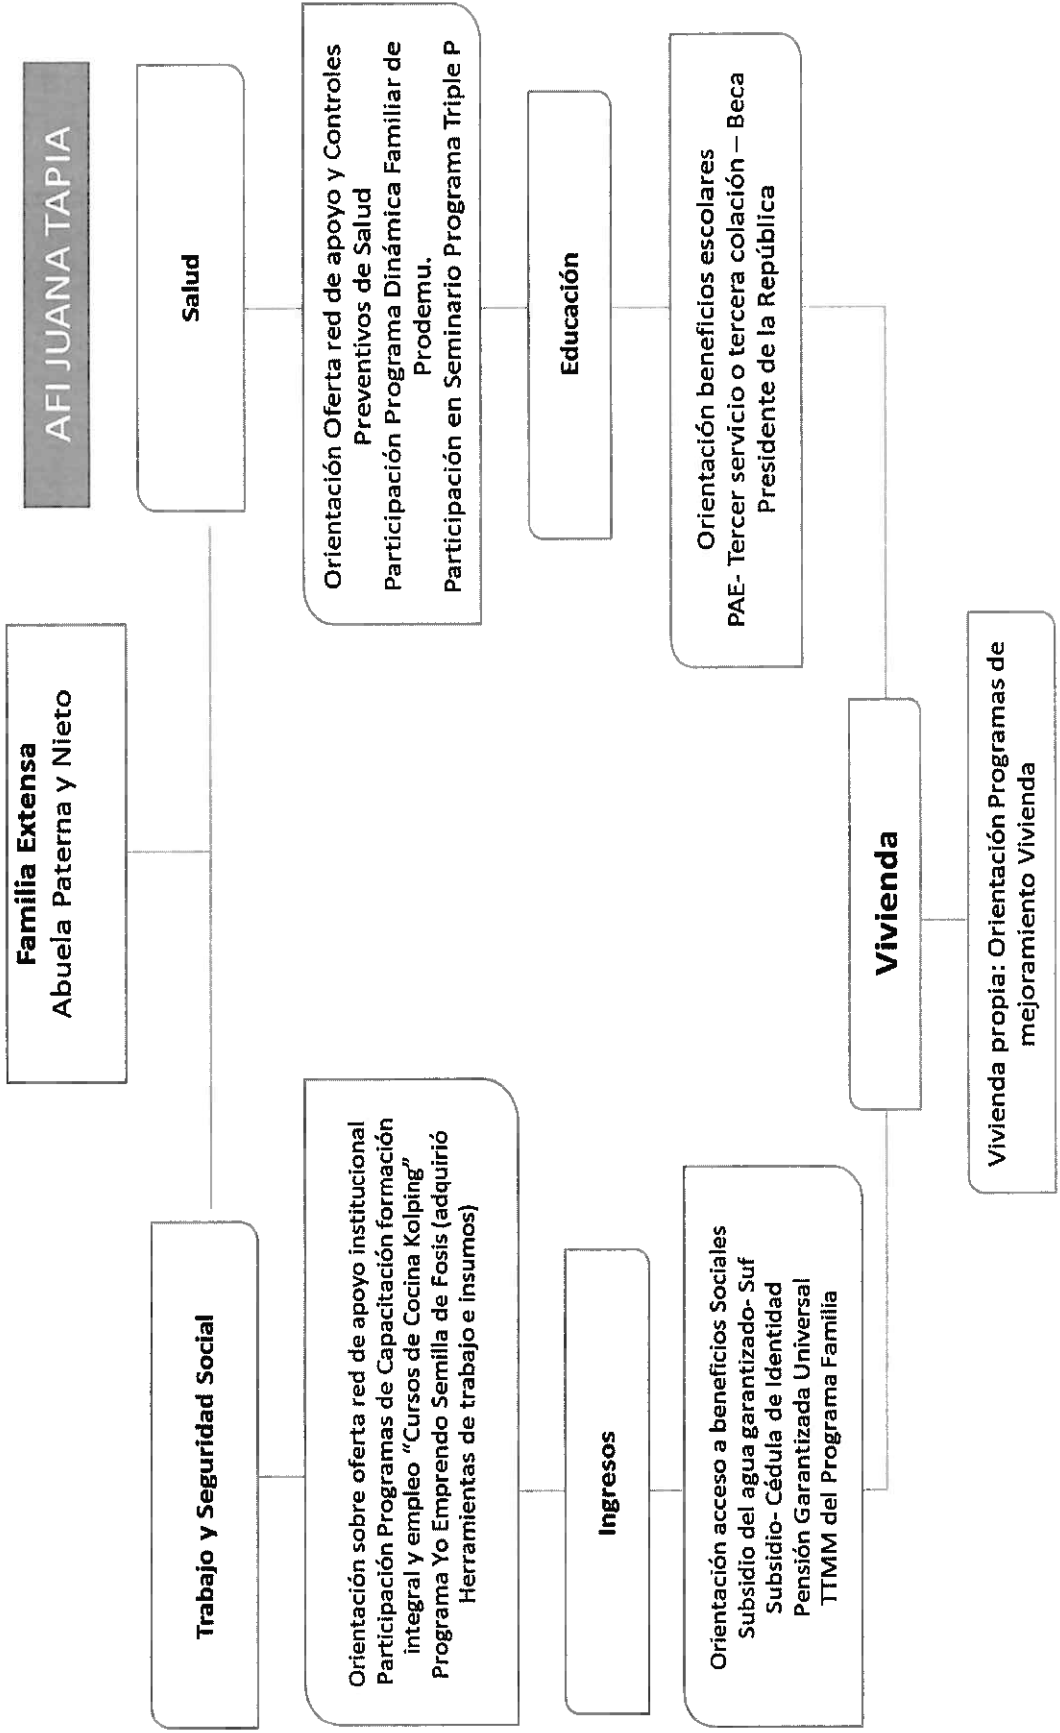 AFI JUANA TAPIA
Familia Extensa
Abuela Paterna y Nieto
Trabajo y Seguridad Social
Orientación sobre oferta red de apoyo institucional
Participación Programas de Capacitación formación
integral y empleo "Cursos de Cocina Kolping"
Programa Yo Emprendo Semilla de Fosis (adquirió
Herramientas de trabajo e insumos)
Ingresos
Orientación acceso a beneficios Sociales
Subsidio del agua garantizado- Suf
Subsidio- Cédula de Identidad
Pensión Garantizada Universal
TTMM del Programa Familia
Salud
Orientación Oferta red de apoyo y Controles
Preventivos de Salud
Participación Programa Dinámica Familiar de
Prodemu.
Participación en Seminario Programa Triple P
Educación
Orientación beneficios escolares
PAE- Tercer servicio o tercera colación – Beca
Presidente de la República
Vivienda
Vivienda propia: Orientación Programas de
mejoramiento Vivienda